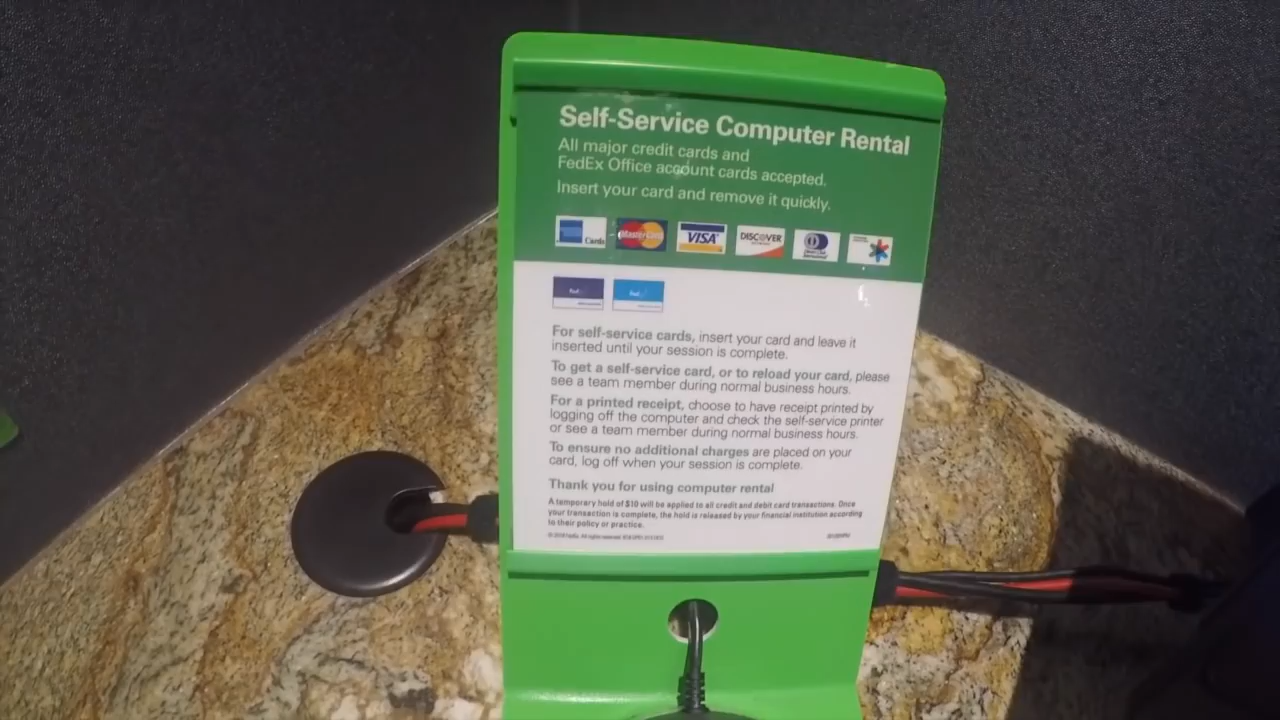 Self-Service Computer Rental
All major credit cards and
FedEx Office account cards accepted.
Insert your card and remove it quickly.
Cards MasterCard VISA DISCOVER
For self-service cards, insert your card and leave it
inserted until your session is complete.
To get a self-service card, or to reload your card, please
see a team member during normal business hours.
For a printed receipt, choose to have receipt printed by
logging off the computer and check the self-service printer
or see a team member during normal business hours.
To ensure no additional charges are placed on your
card, log off when your session is complete.
Thank you for using computer rental
A temporary hold of $10 will be applied to all credit and debit card transactions. Once
your transaction is complete, the hold is released by your financial institution according
to their policy or practice.